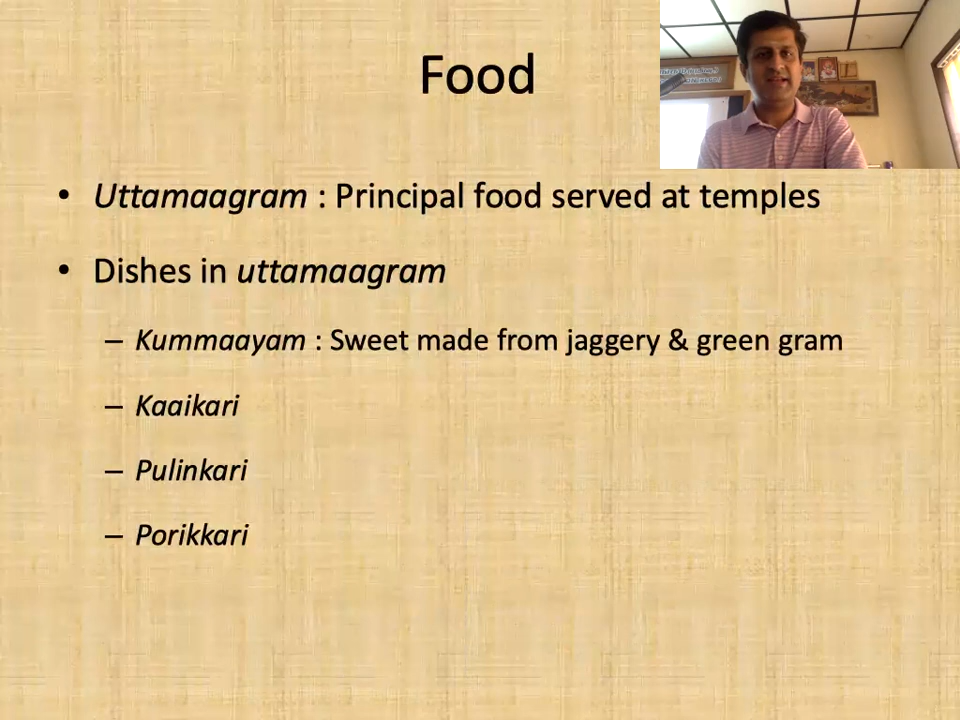 Food
• Uttamaagram : Principal food served at temples
• Dishes in uttamaagram
– Kummaayam : Sweet made from jaggery & green gram
– Kaaikari
– Pulinkari
– Porikkari